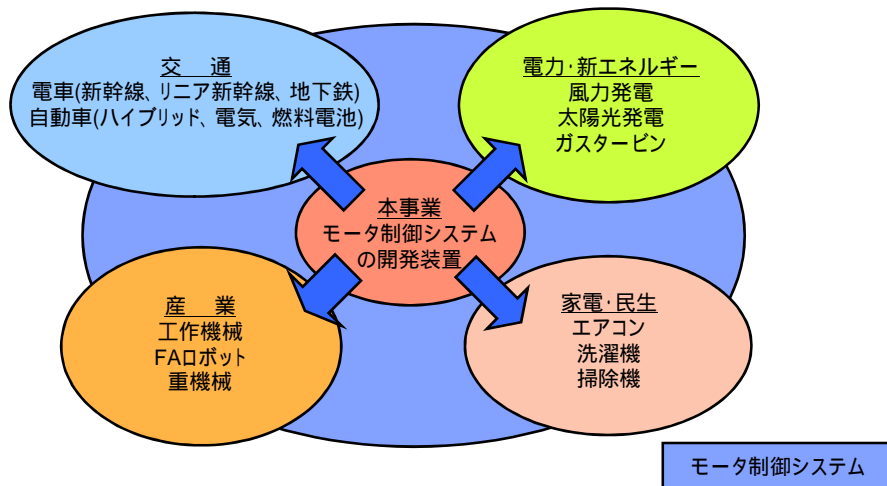 交　通
電車(新幹線、リニア新幹線、地下鉄)
自動車(ハイブリッド、電気、燃料電池)
電力・新エネルギー
風力発電
太陽光発電
ガスタービン
本事業
モータ制御システム
の開発装置
産　業
工作機械
FAロボット
重機械
家電・民生
エアコン
洗濯機
掃除機
モータ制御システム